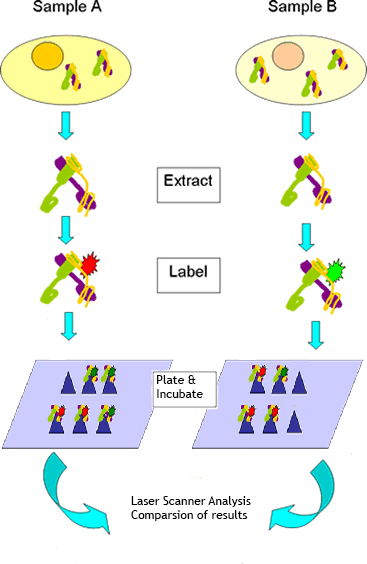 Sample A
Sample B
Extract
Label
Plate &
Incubate
Laser Scanner Analysis
Comparsion of results